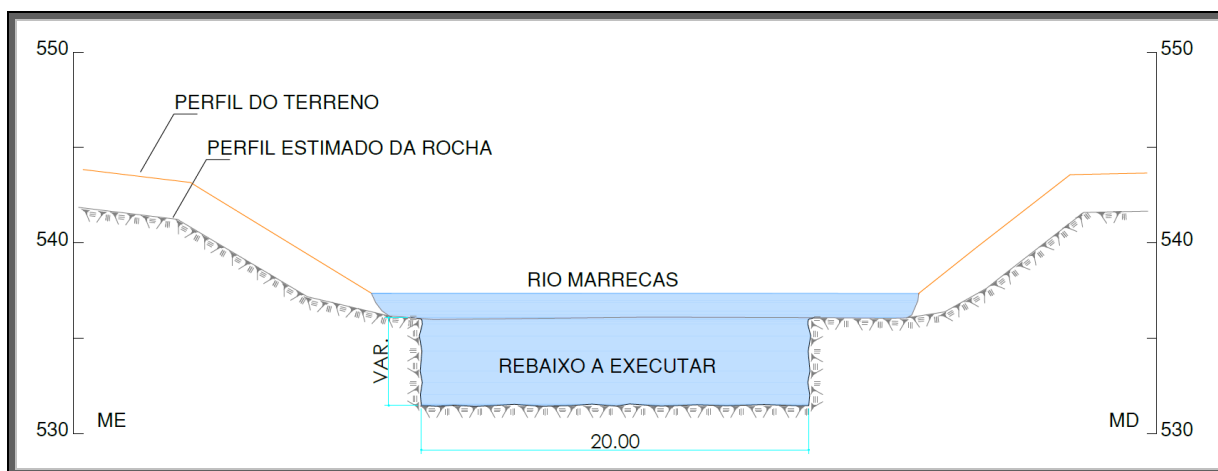 550
550
PERFIL DO TERRENO
PERFIL ESTIMADO DA ROCHA
540
540
RIO MARRECAS
VAR.
REBAIXO A EXECUTAR
ME
MD
530
530
20.00